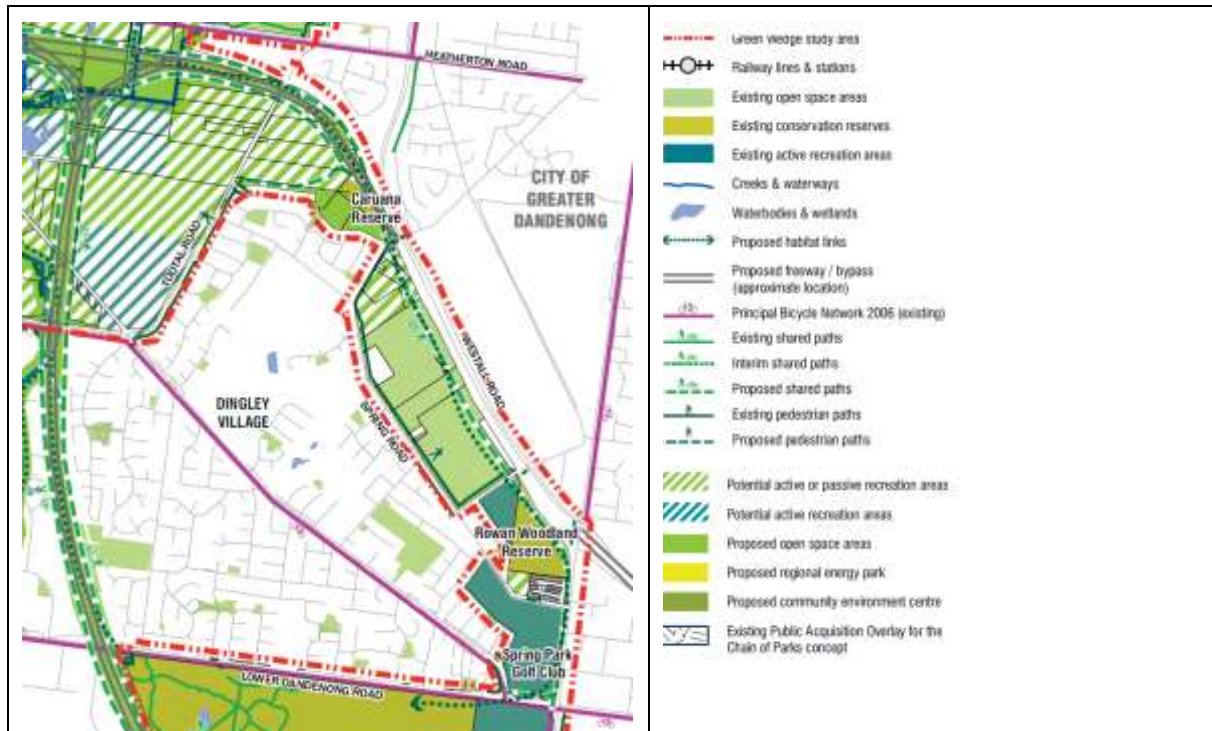 HEATHERTON ROAD
CITY OF
GREATER
DANDENONG
Caruana
Reserve
TOOTAL ROAD
WESTALL ROAD
DINGLEY
VILLAGE
SPRING ROAD
Rowan Woodland
Reserve
Spring Park
Golf Club
LOWER DANDENONG ROAD
Green Wedge study area
Railway lines & stations
Existing open space areas
Existing conservation reserves
Existing active recreation areas
Creeks & waterways
Waterbodies & wetlands
Proposed habitat links
Proposed freeway / bypass
(approximate location)
Principal Bicycle Network 2006 (existing)
Existing shared paths
Interim shared paths
Proposed shared paths
Existing pedestrian paths
Proposed pedestrian paths
Potential active or passive recreation areas
Potential active recreation areas
Proposed open space areas
Proposed regional energy park
Proposed community environment centre
Existing Public Acquisition Overlay for the
Chain of Parks concept